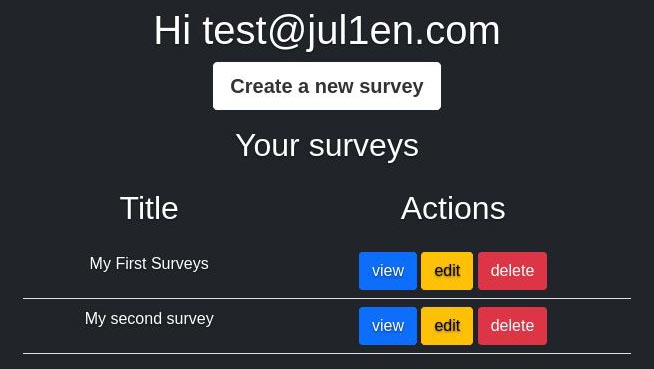 Hi test@jul1en.com
Create a new survey
Your surveys
Title Actions
My First Surveys view edit delete
My second survey view edit delete